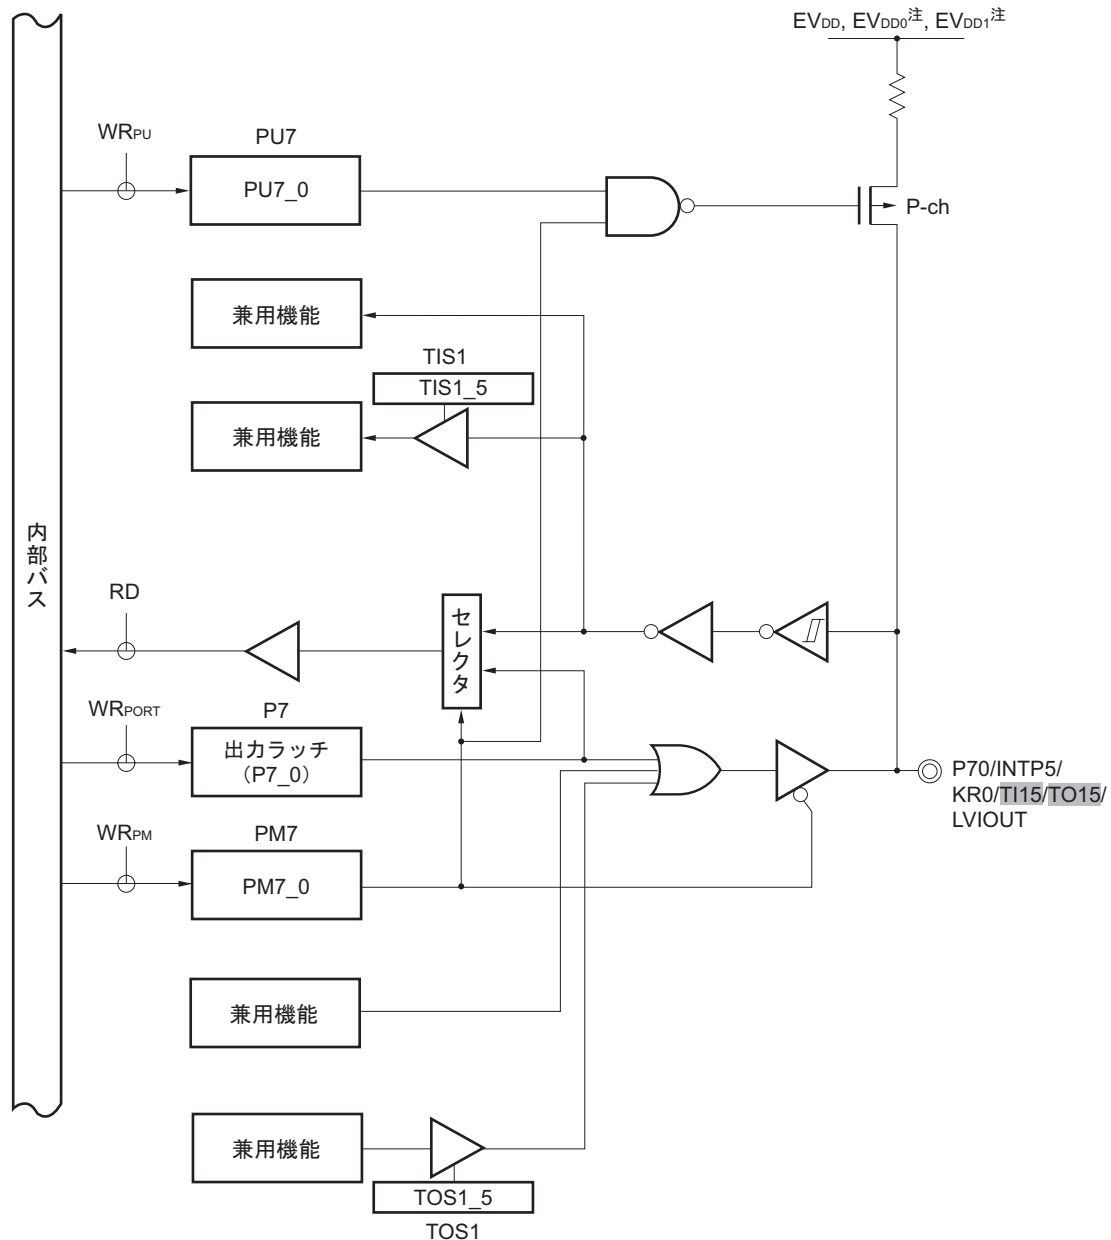 EVDD, EVDD0注, EVDD1注
WRPU
PU7
PU7_0
P-ch
兼用機能
TIS1
TIS1_5
兼用機能
内部バス
RD
セレクタ
WRPORT
P7
出力ラッチ
（P7_0）
P70/INTP5/
KR0/TI15/TO15/
LVIOUT
WRPM
PM7
PM7_0
兼用機能
兼用機能
TOS1_5
TOS1